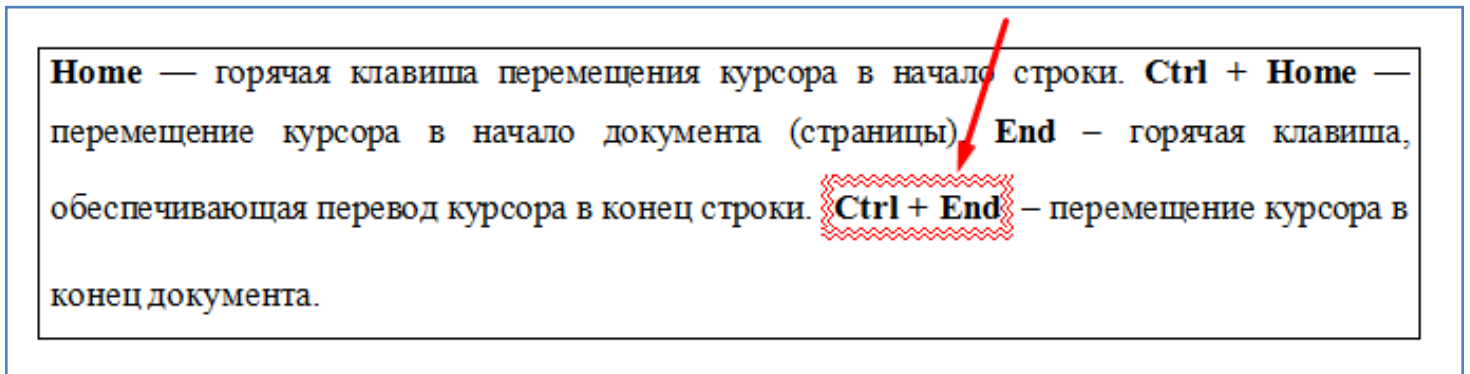 Home — горячая клавиша перемещения курсора в начало строки. Ctrl + Home —
перемещение курсора в начало документа (страницы). End – горячая клавиша,
обеспечивающая перевод курсора в конец строки. Ctrl + End – перемещение курсора в
конец документа.